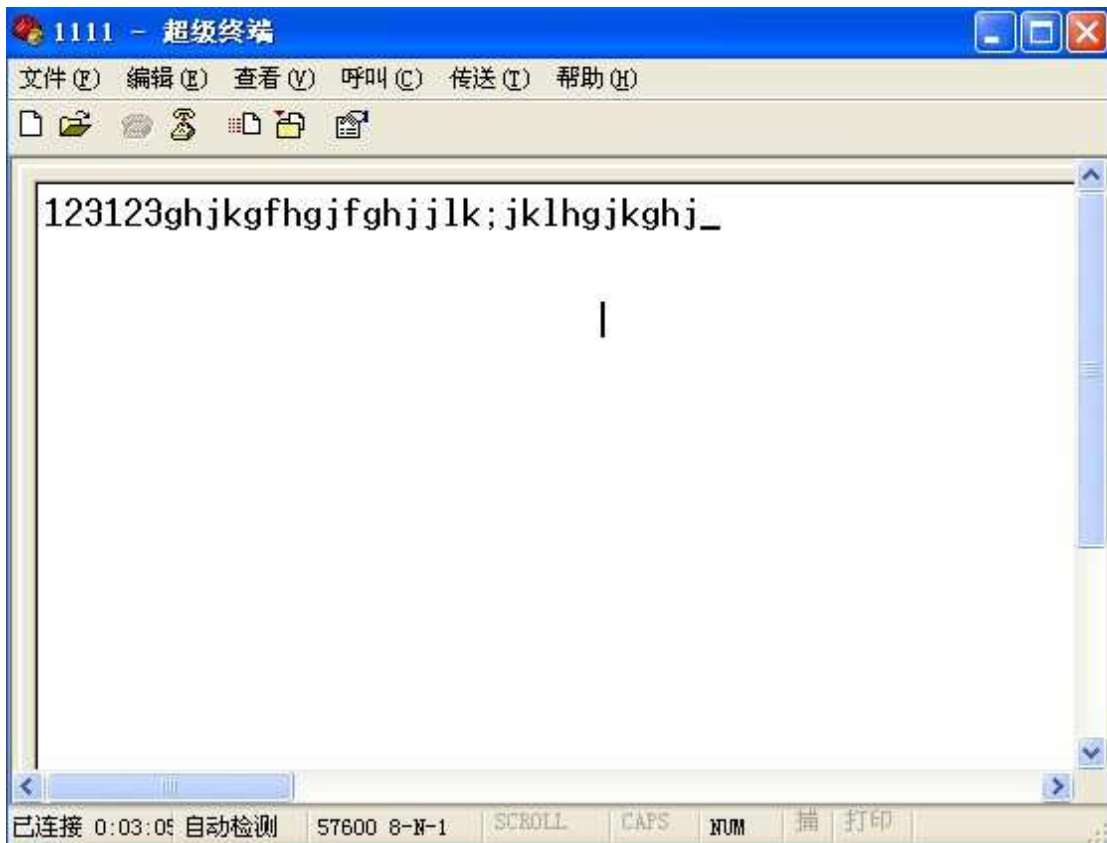 1111 - 超级终端
文件(F) 编辑(E) 查看(V) 呼叫(C) 传送(T) 帮助(H)
123123ghjkgfhgjfghjjlk;jklhgjkghj_
已连接 0:03:05 自动检测 57600 8-N-1 SCROLL CAPS NUM 捕 打印